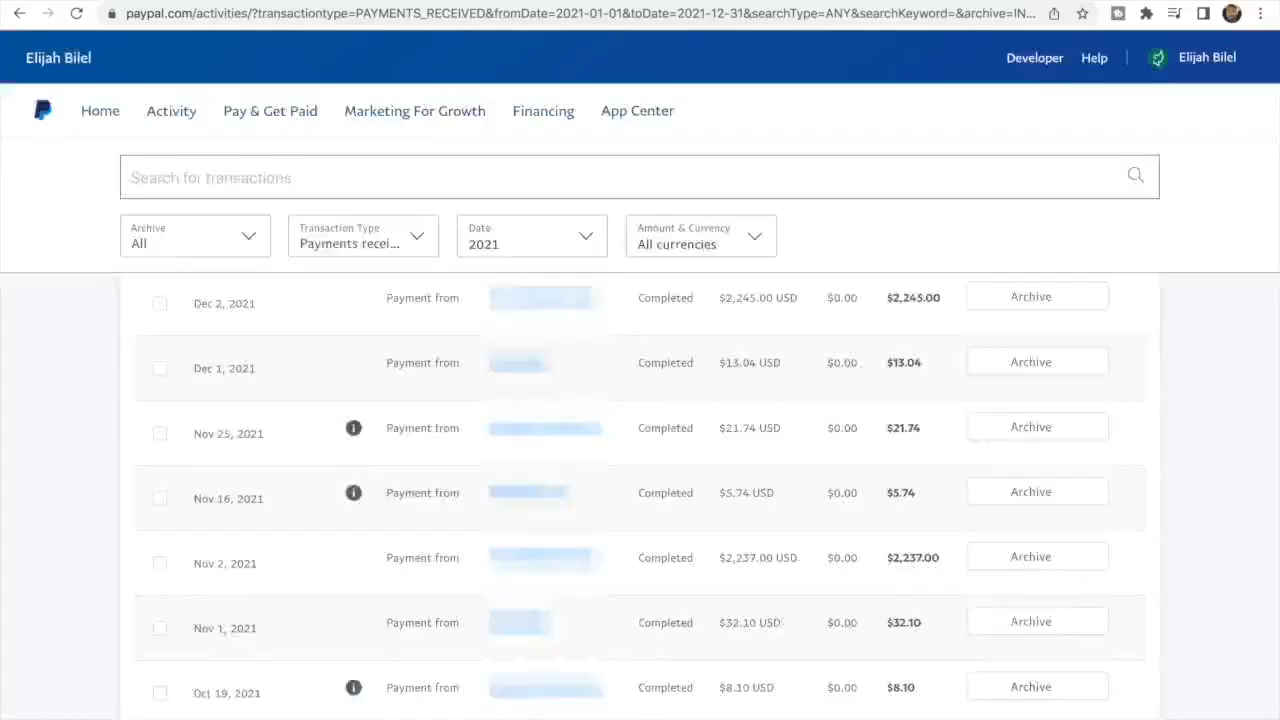 paypal.com/activities/?transactiontype=PAYMENTS_RECEIVED&fromDate=2021-01-01&toDate=2021-12-31&searchType=ANY&searchKeyword=&archive=IN...
Elijah Bilel
Developer Help Elijah Bilel
Home Activity Pay & Get Paid Marketing For Growth Financing App Center
Search for transactions
Archive Transaction Type Date Amount & Currency
All Payments recei... 2021 All currencies
Dec 2, 2021 Payment from Completed $2,245.00 USD $0.00 $2,245.00 Archive
Dec 1, 2021 Payment from Completed $13.04 USD $0.00 $13.04 Archive
Nov 25, 2021 Payment from Completed $21.74 USD $0.00 $21.74 Archive
Nov 16, 2021 Payment from Completed $5.74 USD $0.00 $5.74 Archive
Nov 2, 2021 Payment from Completed $2,237.00 USD $0.00 $2,237.00 Archive
Nov 1, 2021 Payment from Completed $32.10 USD $0.00 $32.10 Archive
Oct 19, 2021 Payment from Completed $8.10 USD $0.00 $8.10 Archive